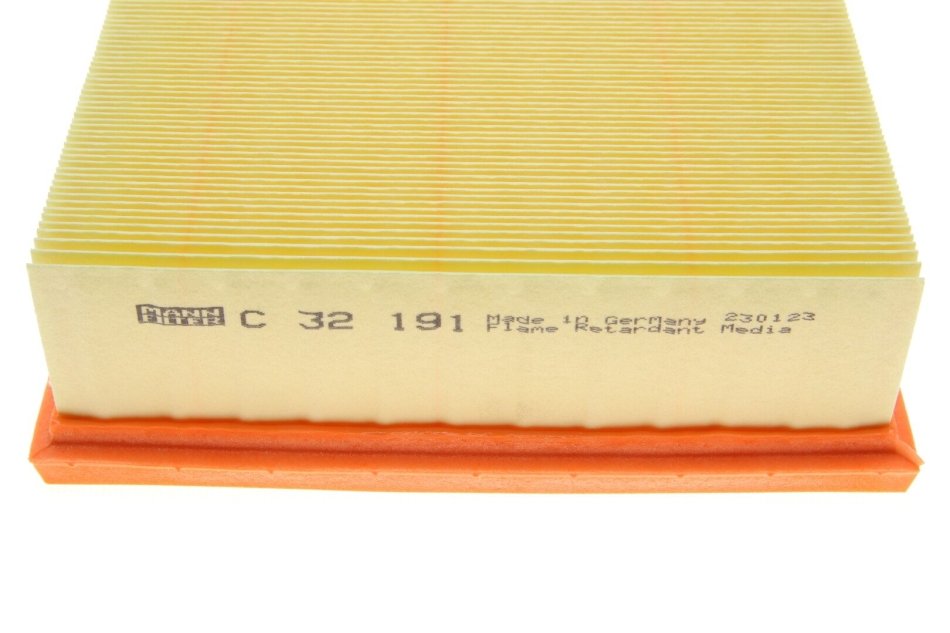 MANN
FILTER
C 32 191
Made in Germany 230123
Flame Retardant Media